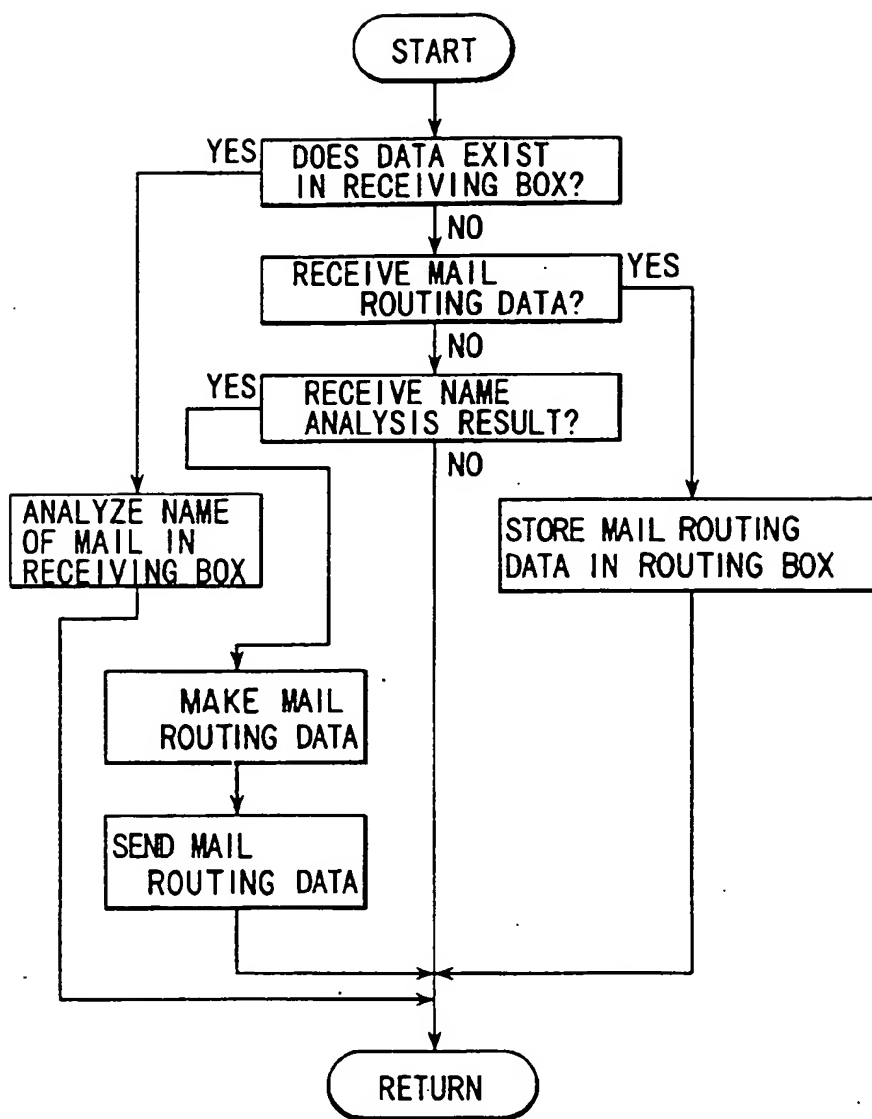 START
YES
DOES DATA EXIST
IN RECEIVING BOX?
NO
RECEIVE MAIL
ROUTING DATA?
YES
NO
YES
RECEIVE NAME
ANALYSIS RESULT?
NO
ANALYZE NAME
OF MAIL IN
RECEIVING BOX
STORE MAIL ROUTING
DATA IN ROUTING BOX
MAKE MAIL
ROUTING DATA
SEND MAIL
ROUTING DATA
RETURN